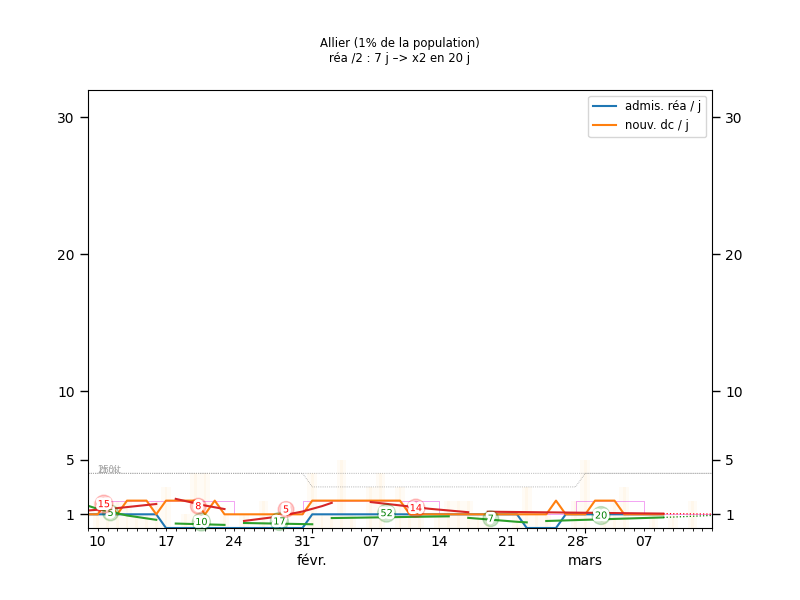 Allier (1% de la population)
réa /2 : 7 j –> x2 en 20 j
admis. réa / j
nouv. dc / j
30 30
20 20
10 10
5 5
15 5 8 10 17 5 52 14 7 20
1 1
10 17 24 31- 07 14 21 28- 07
févr. mars